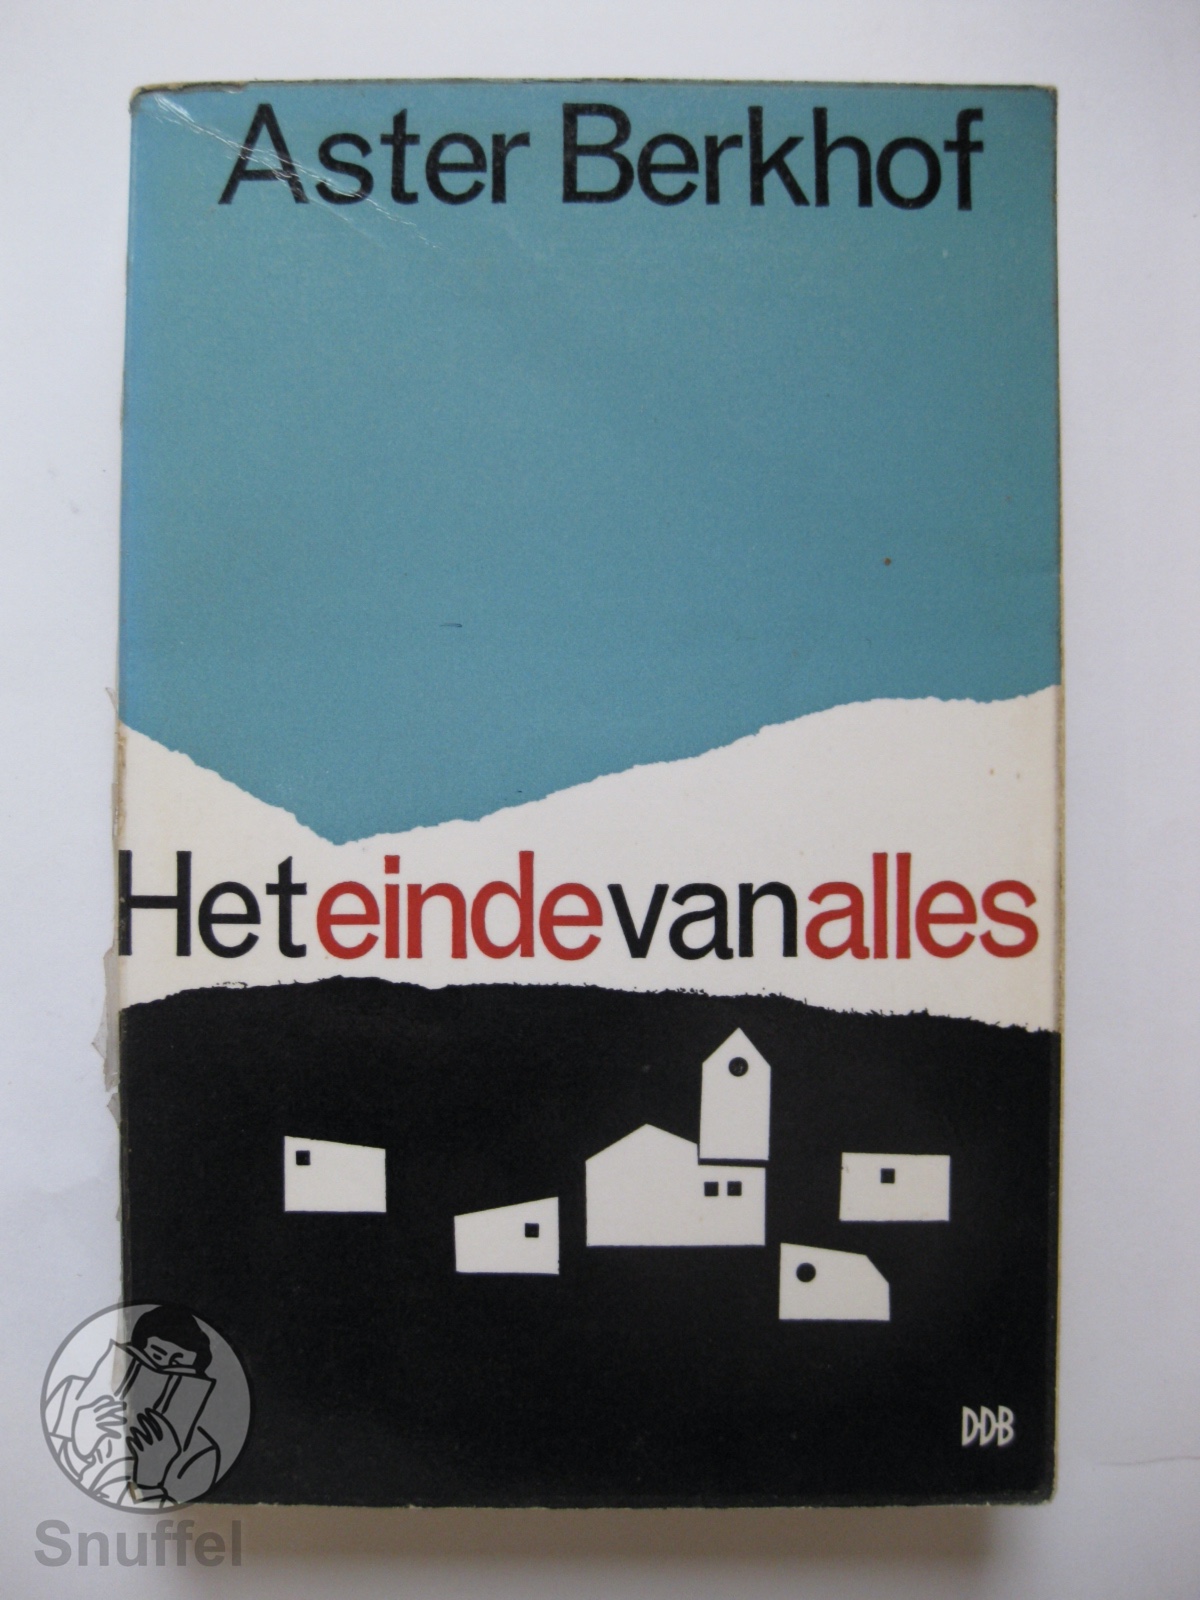 Aster Berkhof
Heteindevanalles
DDB
Snuffel